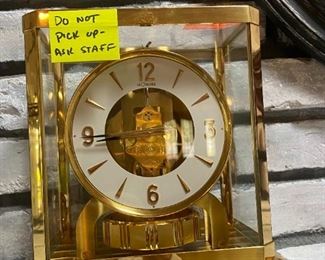 DO NOT
PICK UP-
ASK STAFF
12
9
3
6